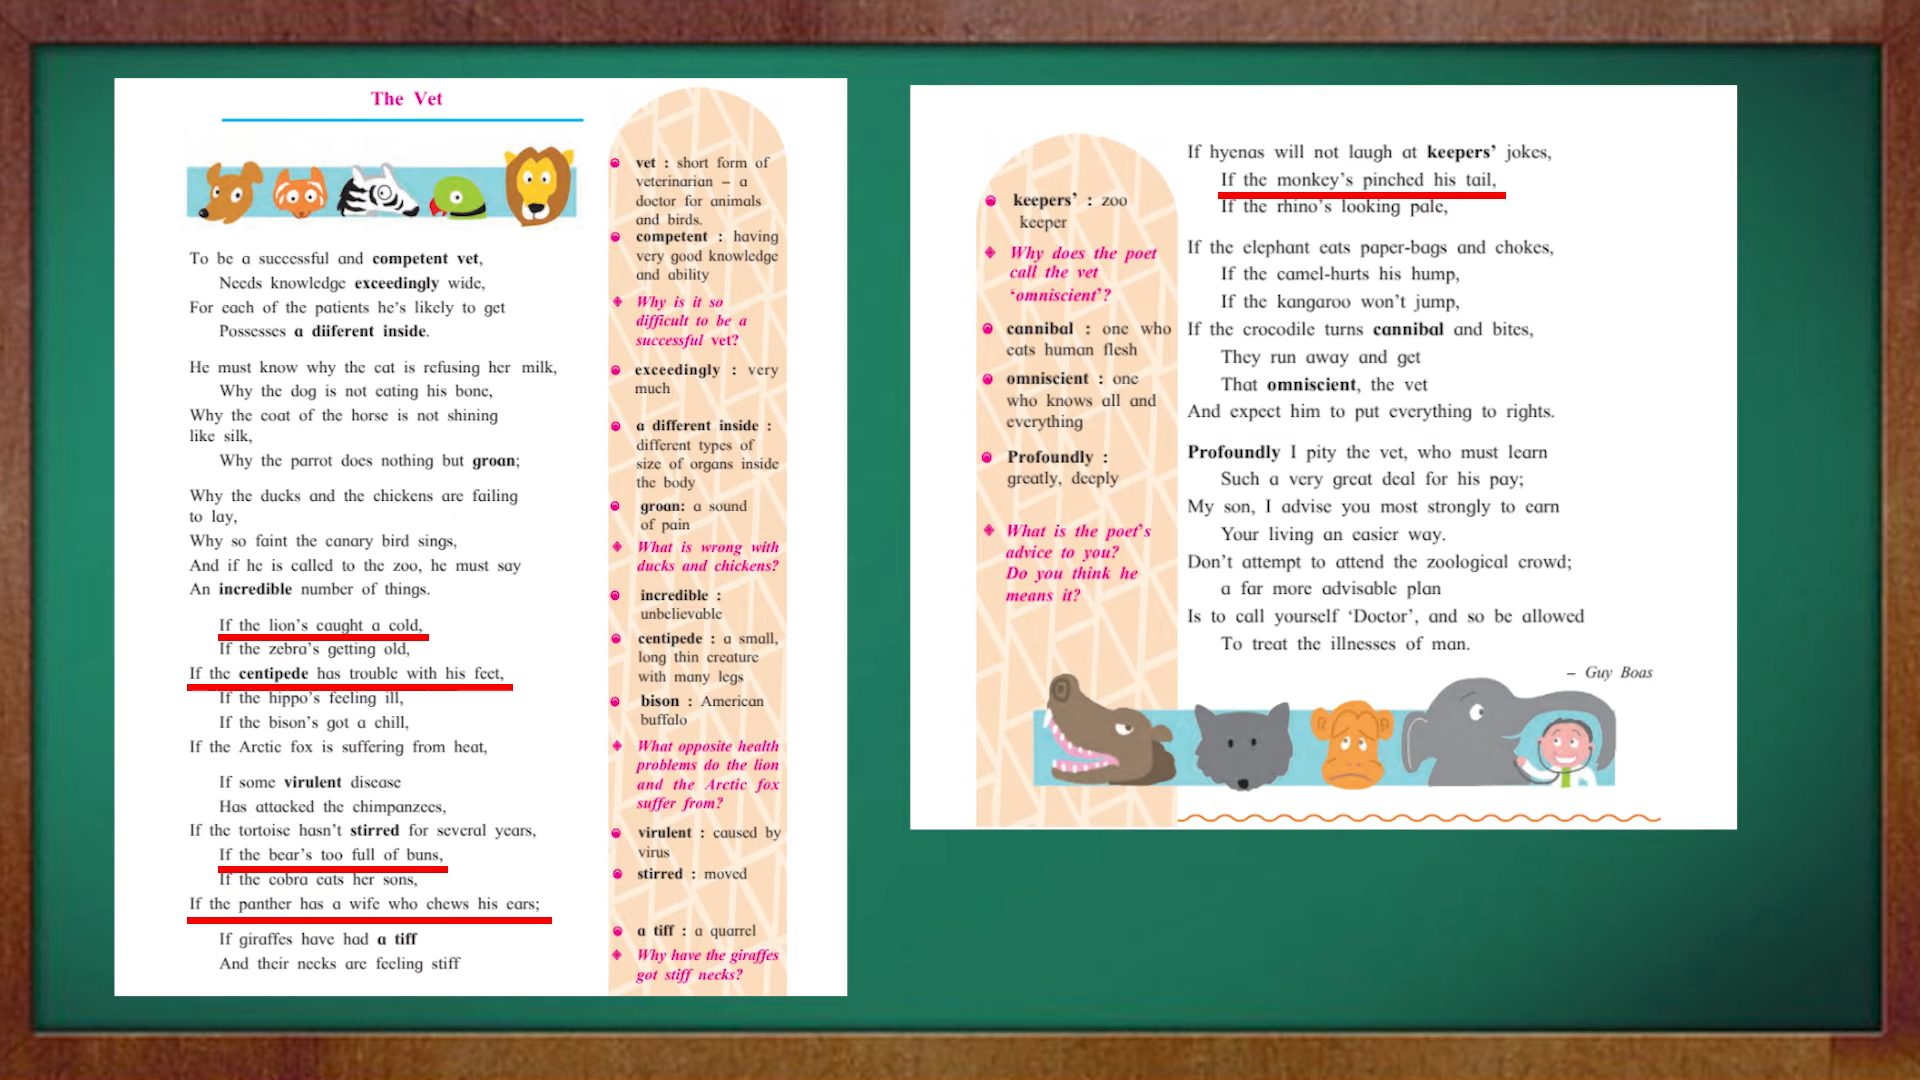 The Vet
To be a successful and competent vet,
Needs knowledge exceedingly wide,
For each of the patients he's likely to get
Possesses a diiferent inside.
He must know why the cat is refusing her milk,
Why the dog is not eating his bone,
Why the coat of the horse is not shining
like silk,
Why the parrot does nothing but groan;
Why the ducks and the chickens are failing
to lay,
Why so faint the canary bird sings,
And if he is called to the zoo, he must say
An incredible number of things.
If the lion's caught a cold,
If the zebra's getting old,
If the centipede has trouble with his feet,
If the hippo's feeling ill,
If the bison's got a chill,
If the Arctic fox is suffering from heat,
If some virulent disease
Has attacked the chimpanzees,
If the tortoise hasn't stirred for several years,
If the bear's too full of buns,
If the cobra eats her sons,
If the panther has a wife who chews his ears;
If giraffes have had a tiff
And their necks are feeling stiff
vet : short form of
veterinarian – a
doctor for animals
and birds.
competent : having
very good knowledge
and ability
Why is it so
difficult to be a
successful vet?
exceedingly : very
much
a different inside :
different types of
size of organs inside
the body
groan: a sound
of pain
What is wrong with
ducks and chickens?
incredible :
unbelievable
centipede : a small,
long thin creature
with many legs
bison : American
buffalo
What opposite health
problems do the lion
and the Arctic fox
suffer from?
virulent : caused by
virus
stirred : moved
a tiff : a quarrel
Why have the giraffes
got stiff necks?
keepers' : zoo
keeper
Why does the poet
call the vet
'omniscient'?
cannibal : one who
eats human flesh
omniscient : one
who knows all and
everything
Profoundly :
greatly, deeply
What is the poet's
advice to you?
Do you think he
means it?
If hyenas will not laugh at keepers' jokes,
If the monkey's pinched his tail,
If the rhino's looking pale,
If the elephant eats paper-bags and chokes,
If the camel-hurts his hump,
If the kangaroo won't jump,
If the crocodile turns cannibal and bites,
They run away and get
That omniscient, the vet
And expect him to put everything to rights.
Profoundly I pity the vet, who must learn
Such a very great deal for his pay;
My son, I advise you most strongly to earn
Your living an easier way.
Don't attempt to attend the zoological crowd;
a far more advisable plan
Is to call yourself 'Doctor', and so be allowed
To treat the illnesses of man.
– Guy Boas